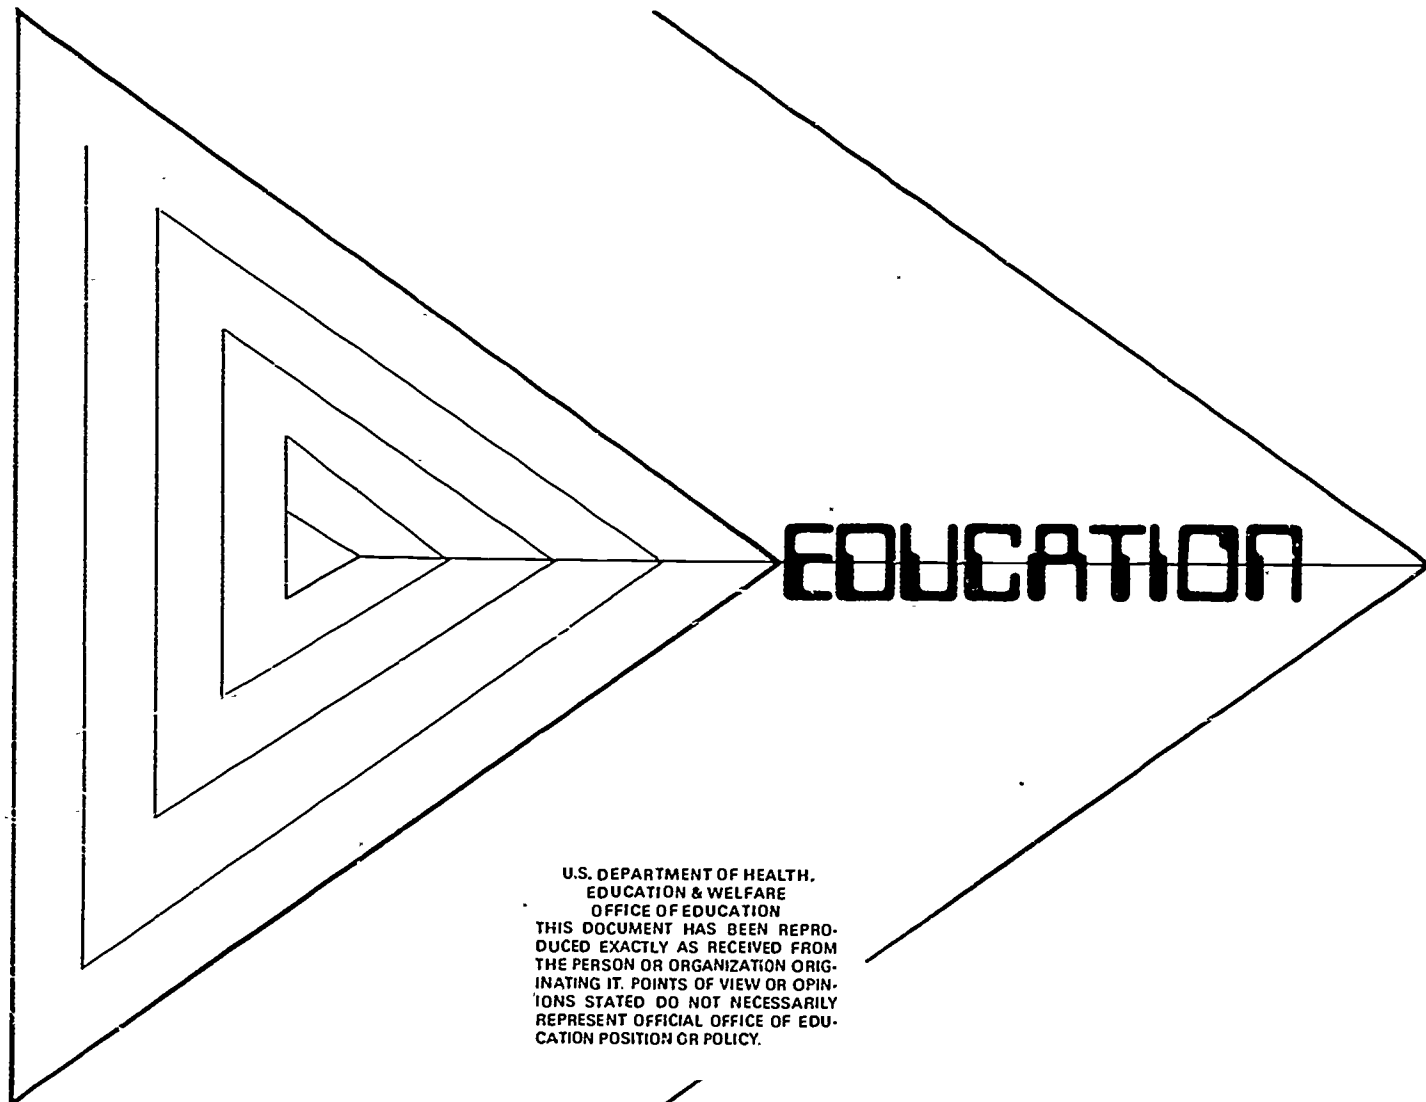 EDUCATION
U.S. DEPARTMENT OF HEALTH,
EDUCATION & WELFARE
OFFICE OF EDUCATION
THIS DOCUMENT HAS BEEN REPRO-
DUCED EXACTLY AS RECEIVED FROM
THE PERSON OR ORGANIZATION ORIG-
INATING IT. POINTS OF VIEW OR OPIN-
IONS STATED DO NOT NECESSARILY
REPRESENT OFFICIAL OFFICE OF EDU-
CATION POSITION OR POLICY.